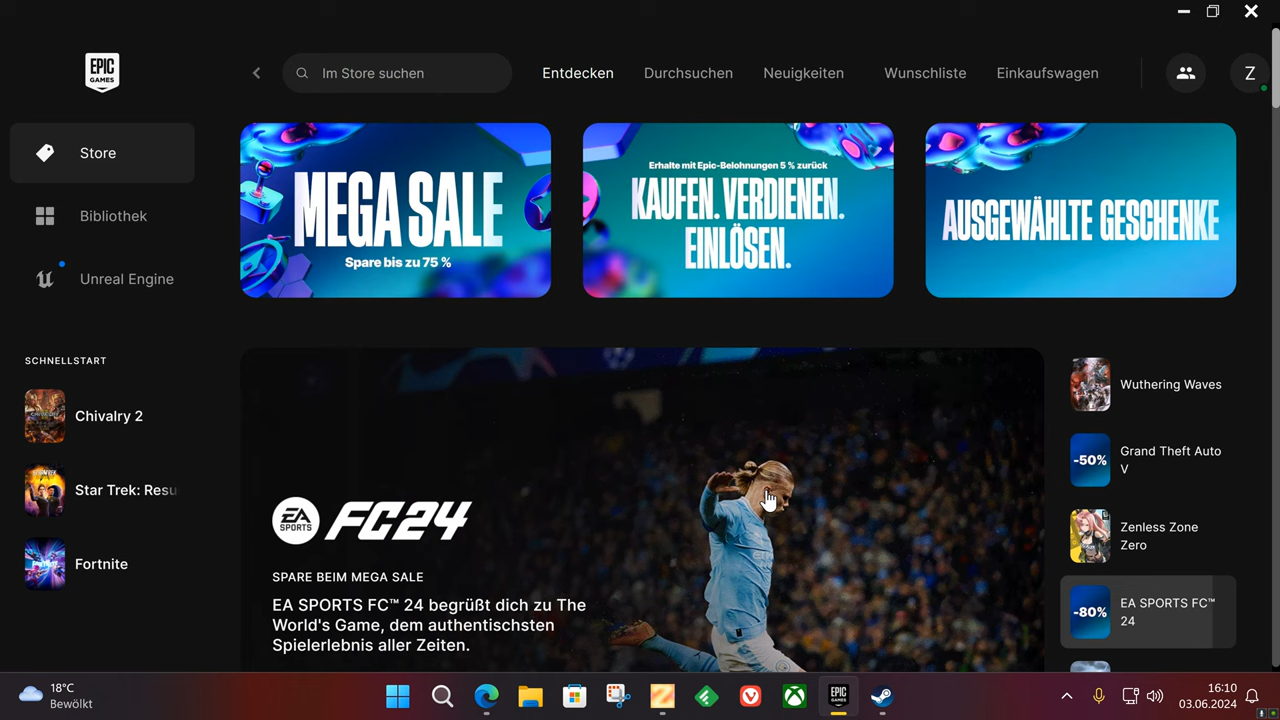 EPIC GAMES
Im Store suchen
Entdecken
Durchsuchen
Neuigkeiten
Wunschliste
Einkaufswagen
Z
Store
Bibliothek
Unreal Engine
MEGA SALE
Spare bis zu 75 %
Erhalte mit Epic-Belohnungen 5 % zurück
KAUFEN. VERDIENEN.
EINLÖSEN.
AUSGEWÄHLTE GESCHENKE
SCHNELLSTART
Chivalry 2
Star Trek: Resu
Fortnite
EA SPORTS FC24
SPARE BEIM MEGA SALE
EA SPORTS FC™ 24 begrüßt dich zu The
World's Game, dem authentischsten
Spielerlebnis aller Zeiten.
Wuthering Waves
-50%
Grand Theft Auto
V
Zenless Zone
Zero
-80%
EA SPORTS FC™
24
18°C
Bewölkt
EPIC GAMES
16:10
03.06.2024